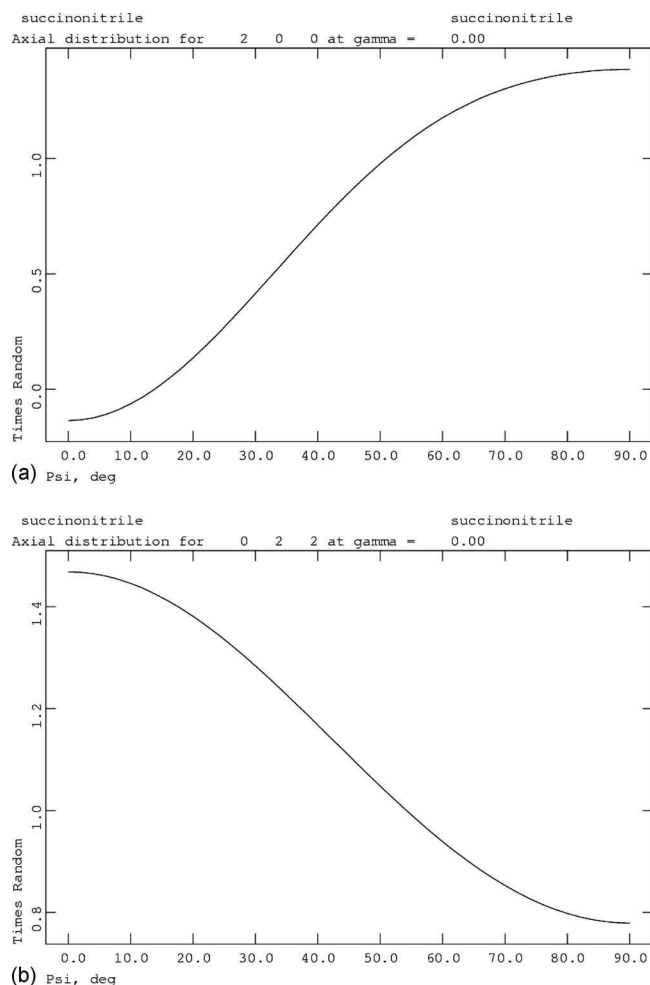 succinonitrile succinonitrile
Axial distribution for 2 0 0 at gamma = 0.00
1.0
0.5
0.0
Times Random
0.0 10.0 20.0 30.0 40.0 50.0 60.0 70.0 80.0 90.0
(a) Psi, deg
succinonitrile succinonitrile
Axial distribution for 0 2 2 at gamma = 0.00
1.4
1.2
1.0
0.8
Times Random
0.0 10.0 20.0 30.0 40.0 50.0 60.0 70.0 80.0 90.0
(b) Psi, deg